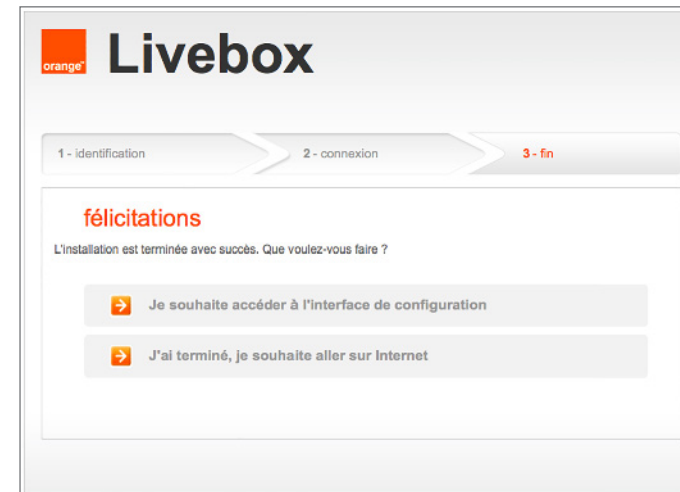 orange™
Livebox
1 - identification
2 - connexion
3 - fin
félicitations
L'installation est terminée avec succès. Que voulez-vous faire ?
Je souhaite accéder à l'interface de configuration
J'ai terminé, je souhaite aller sur Internet